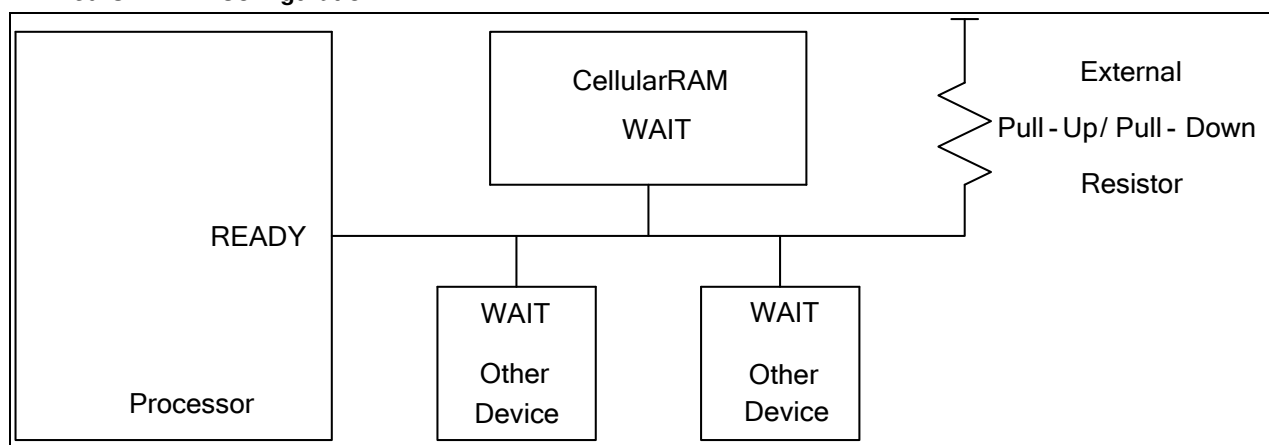 CellularRAM
WAIT
External
Pull - Up / Pull - Down
Resistor
READY
WAIT
Other
Device
WAIT
Other
Device
Processor